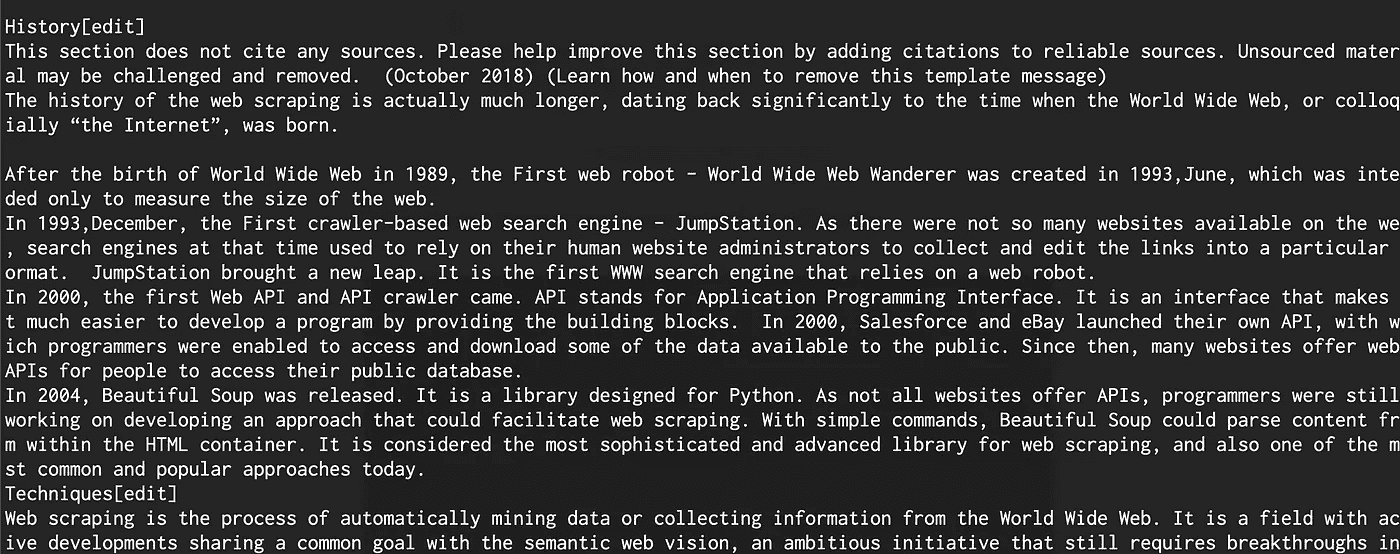 History[edit]
This section does not cite any sources. Please help improve this section by adding citations to reliable sources. Unsourced mater
al may be challenged and removed.  (October 2018) (Learn how and when to remove this template message)
The history of the web scraping is actually much longer, dating back significantly to the time when the World Wide Web, or colloq
ially “the Internet”, was born.

After the birth of World Wide Web in 1989, the First web robot – World Wide Web Wanderer was created in 1993,June, which was inte
ded only to measure the size of the web.
In 1993,December, the First crawler-based web search engine – JumpStation. As there were not so many websites available on the we
, search engines at that time used to rely on their human website administrators to collect and edit the links into a particular
ormat.  JumpStation brought a new leap. It is the first WWW search engine that relies on a web robot.
In 2000, the first Web API and API crawler came. API stands for Application Programming Interface. It is an interface that makes
t much easier to develop a program by providing the building blocks.  In 2000, Salesforce and eBay launched their own API, with w
ich programmers were enabled to access and download some of the data available to the public. Since then, many websites offer web
APIs for people to access their public database.
In 2004, Beautiful Soup was released. It is a library designed for Python. As not all websites offer APIs, programmers were still
working on developing an approach that could facilitate web scraping. With simple commands, Beautiful Soup could parse content fr
m within the HTML container. It is considered the most sophisticated and advanced library for web scraping, and also one of the m
st common and popular approaches today.
Techniques[edit]
Web scraping is the process of automatically mining data or collecting information from the World Wide Web. It is a field with ac
ive developments sharing a common goal with the semantic web vision, an ambitious initiative that still requires breakthroughs in